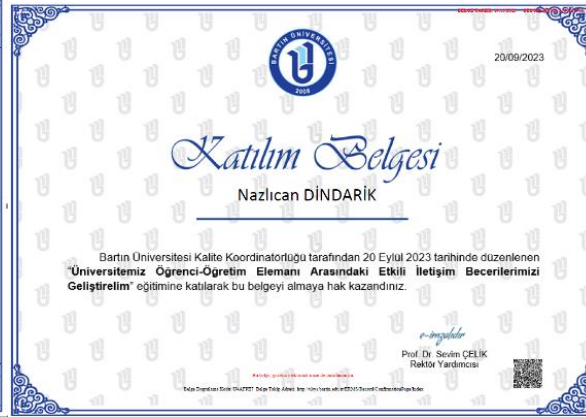 BARTIN ÜNİVERSİTESİ
2008
20/09/2023
Katılım Belgesi
Nazlıcan DİNDARİK
Bartın Üniversitesi Kalite Koordinatörlüğü tarafından 20 Eylül 2023 tarihinde düzenlenen
"Üniversitemiz Öğrenci-Öğretim Elemanı Arasındaki Etkili İletişim Becerilerimizi
Geliştirelim" eğitimine katılarak bu belgeyi almaya hak kazandınız.
e-imzalıdır
Prof. Dr. Sevim ÇELİK
Rektör Yardımcısı